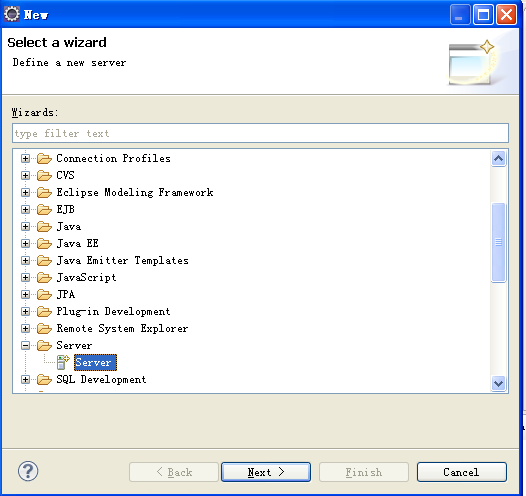 New
Select a wizard
Define a new server
Wizards:
type filter text
Connection Profiles
CVS
Eclipse Modeling Framework
EJB
Java
Java EE
Java Emitter Templates
JavaScript
JPA
Plug-in Development
Remote System Explorer
Server
Server
SQL Development
?
< Back
Next >
Finish
Cancel